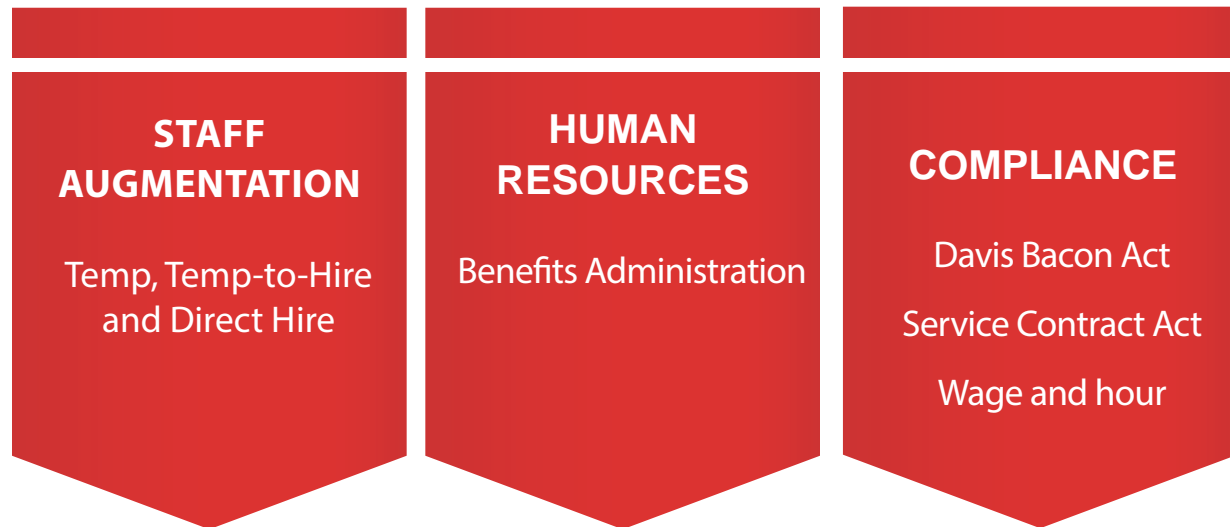 STAFF
AUGMENTATION
Temp, Temp-to-Hire
and Direct Hire
HUMAN
RESOURCES
Benefits Administration
COMPLIANCE
Davis Bacon Act
Service Contract Act
Wage and hour